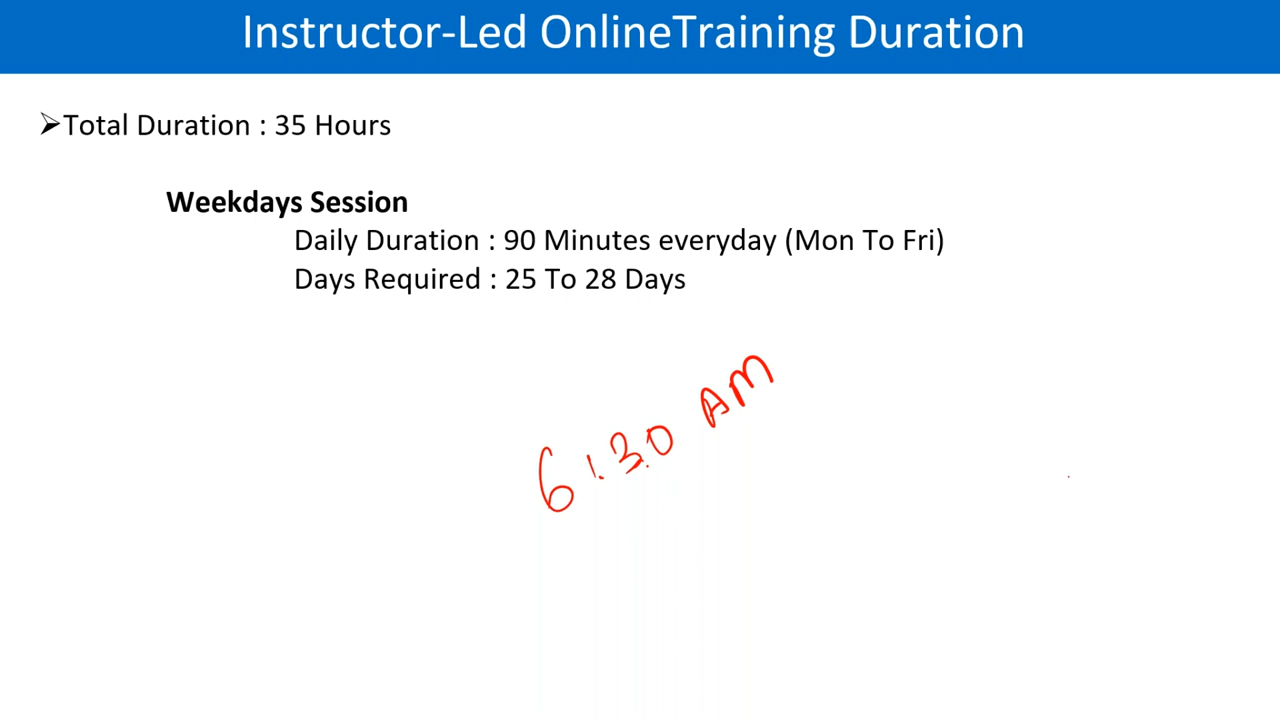 Instructor-Led OnlineTraining Duration
➢Total Duration : 35 Hours
Weekdays Session
Daily Duration : 90 Minutes everyday (Mon To Fri)
Days Required : 25 To 28 Days
6:30 AM